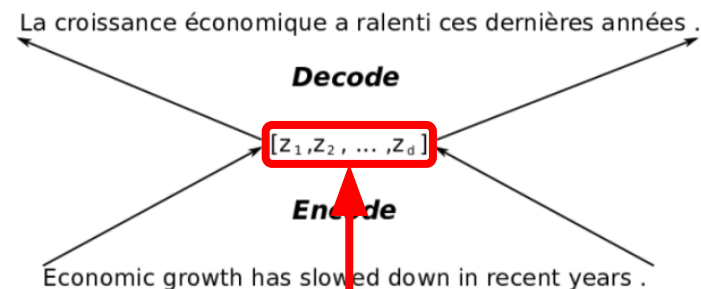 La croissance économique a ralenti ces dernières années .
Decode
[z₁,z₂, ... ,z_d]
Encode
Economic growth has slowed down in recent years .